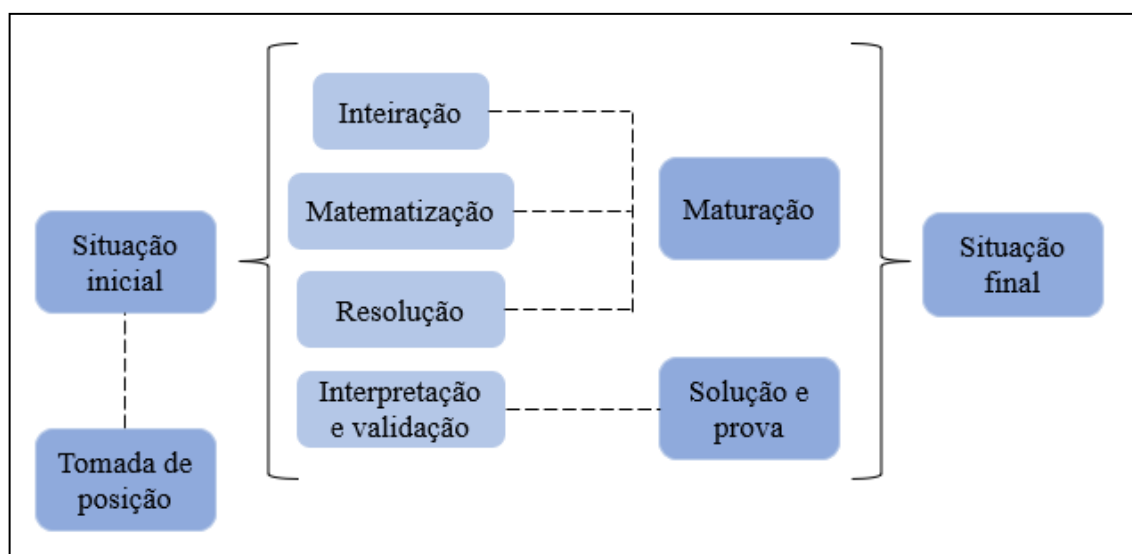 Situação
inicial
Tomada de
posição
Inteiração
Matematização
Resolução
Interpretação
e validação
Maturação
Solução e
prova
Situação
final